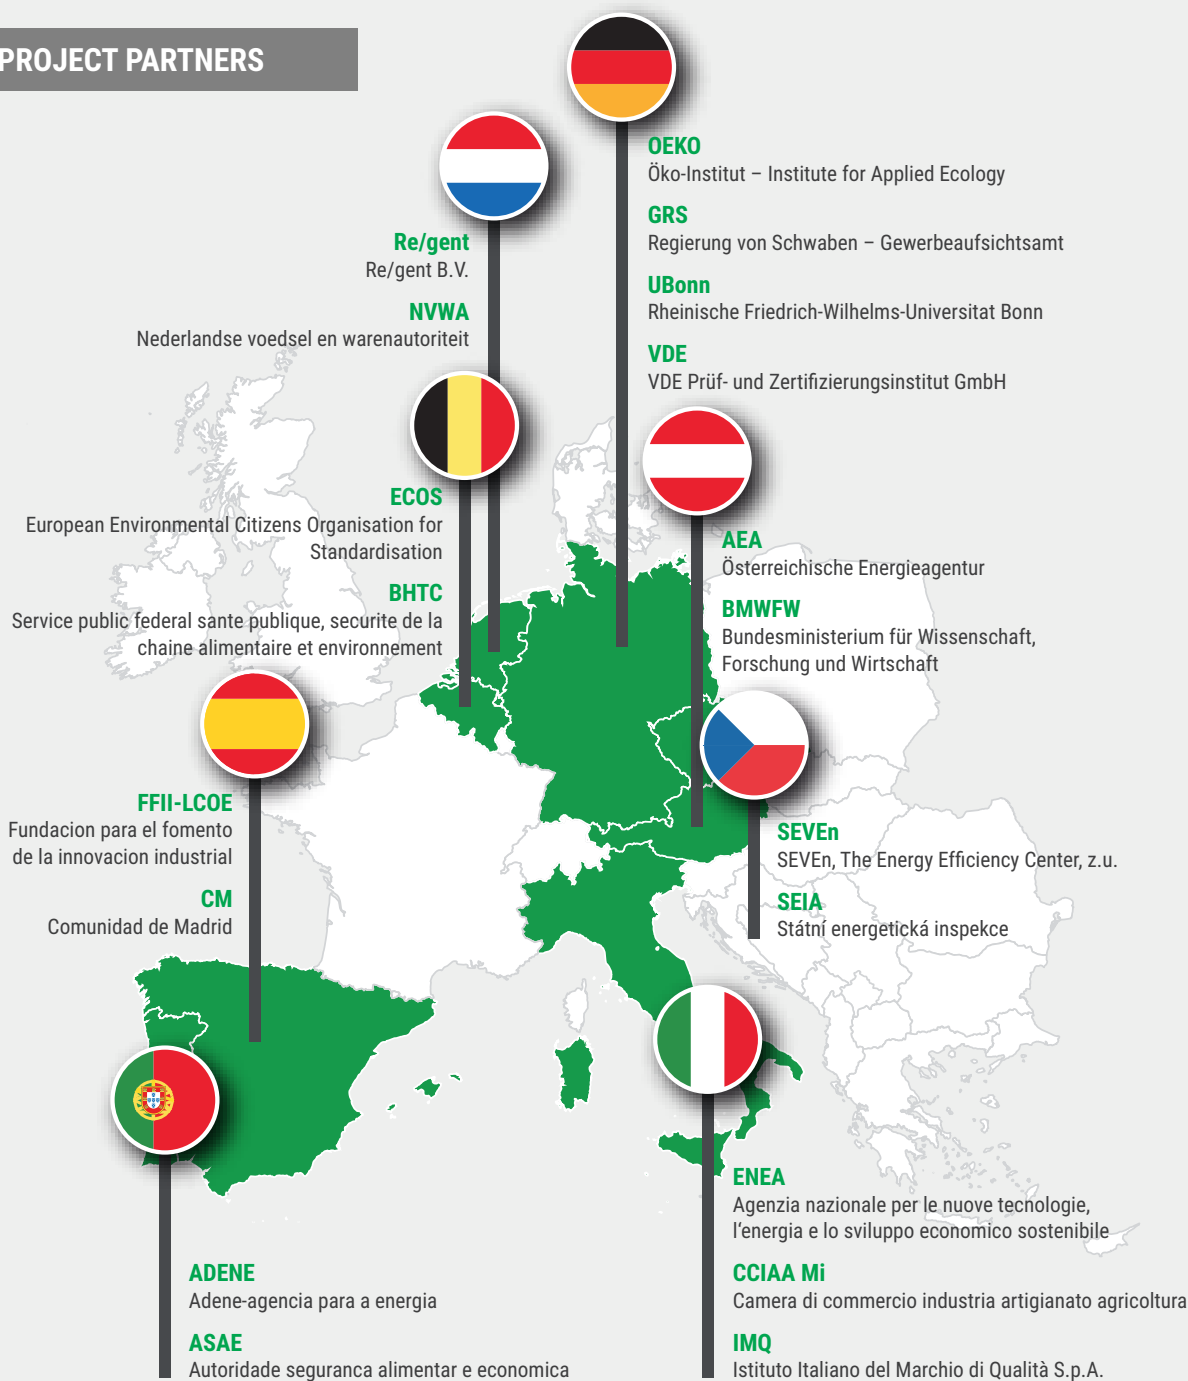 PROJECT PARTNERS
OEKO
Öko-Institut – Institute for Applied Ecology
GRS
Regierung von Schwaben – Gewerbeaufsichtsamt
UBonn
Rheinische Friedrich-Wilhelms-Universitat Bonn
VDE
VDE Prüf- und Zertifizierungsinstitut GmbH
Re/gent
Re/gent B.V.
NVWA
Nederlandse voedsel en warenautoriteit
ECOS
European Environmental Citizens Organisation for
Standardisation
BHTC
Service public federal sante publique, securite de la
chaine alimentaire et environnement
AEA
Österreichische Energieagentur
BMWFW
Bundesministerium für Wissenschaft,
Forschung und Wirtschaft
FFII-LCOE
Fundacion para el fomento
de la innovacion industrial
CM
Comunidad de Madrid
SEVEn
SEVEn, The Energy Efficiency Center, z.u.
SEIA
Státní energetická inspekce
ENEA
Agenzia nazionale per le nuove tecnologie,
l‘energia e lo sviluppo economico sostenibile
CCIAA Mi
Camera di commercio industria artigianato agricoltura
IMQ
Istituto Italiano del Marchio di Qualità S.p.A.
ADENE
Adene-agencia para a energia
ASAE
Autoridade seguranca alimentar e economica